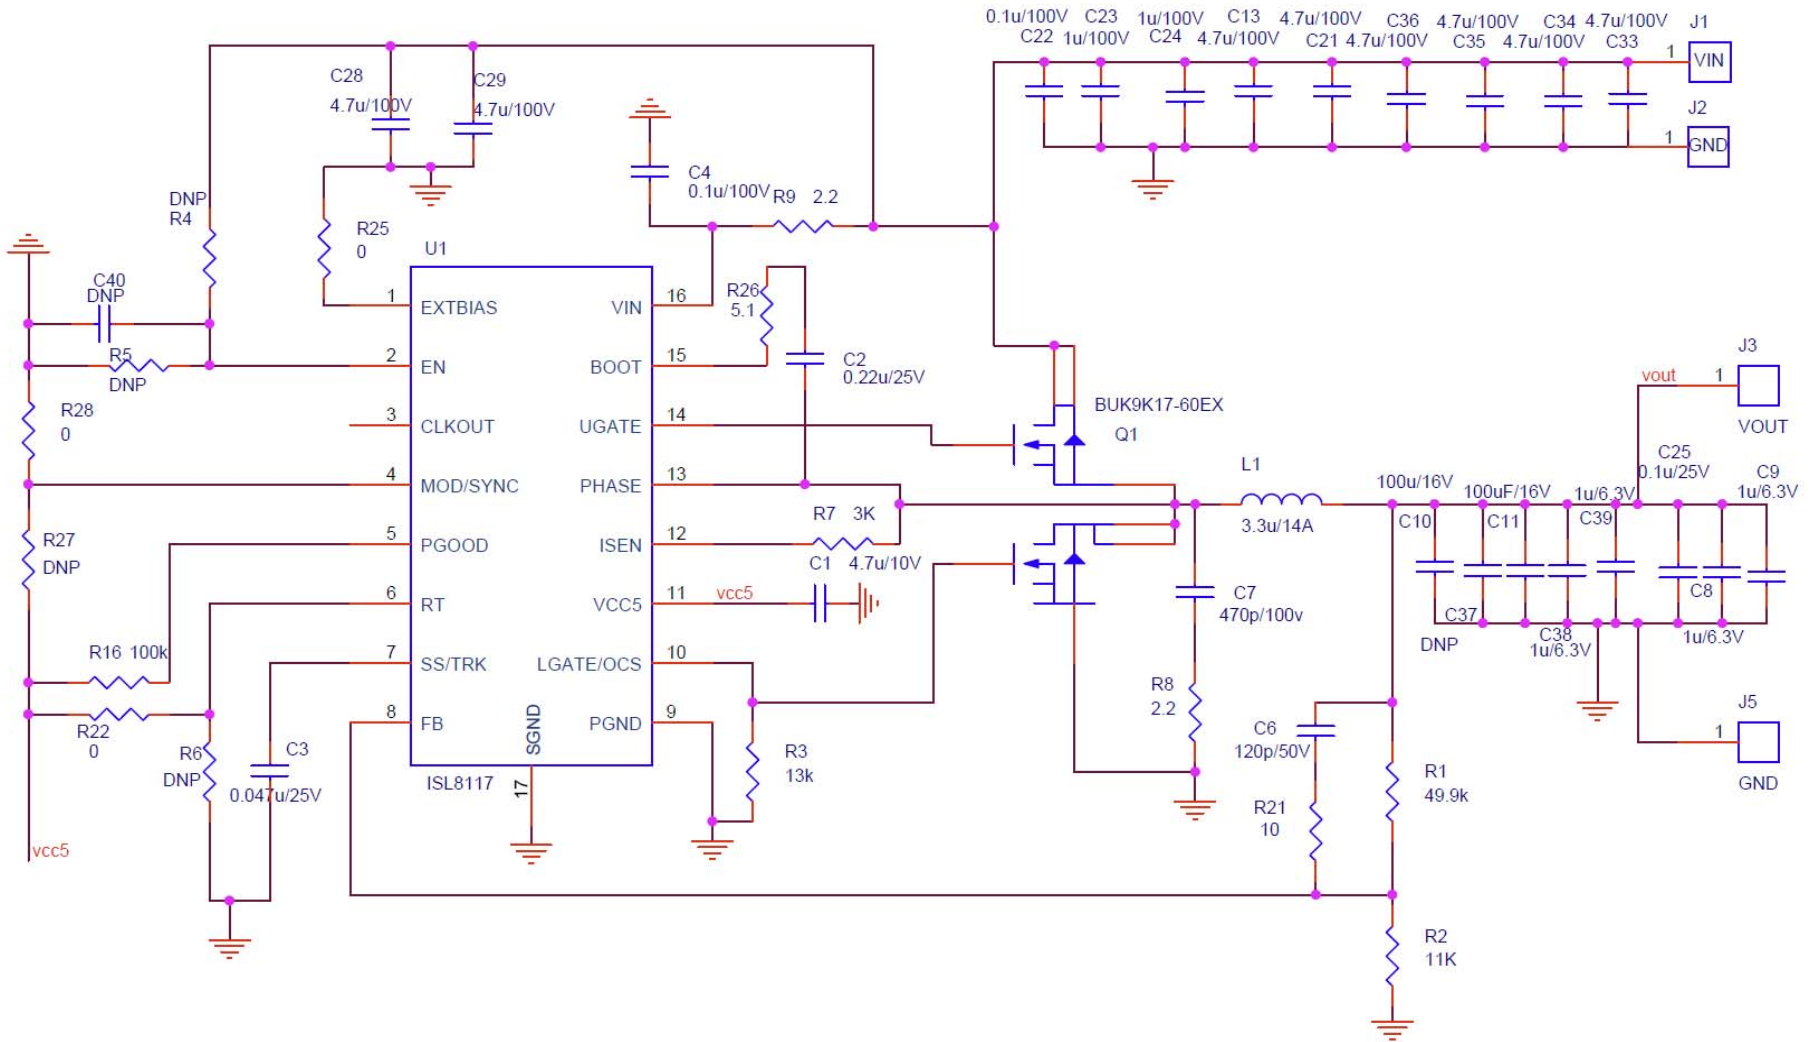 0.1u/100V C23 1u/100V C13 4.7u/100V C36 4.7u/100V C34 4.7u/100V J1
C22 1u/100V C24 4.7u/100V C21 4.7u/100V C35 4.7u/100V C33
1 VIN
J2
1 GND
C28
4.7u/100V
C29
4.7u/100V
C4
0.1u/100V
R9 2.2
DNP
R4
R25
0
U1
C40
DNP
R5
DNP
R28
0
R27
DNP
R16 100k
R22
0
R6
DNP
C3
0.047u/25V
vcc5
1 EXTBIAS
2 EN
3 CLKOUT
4 MOD/SYNC
5 PGOOD
6 RT
7 SS/TRK
8 FB
VIN 16
BOOT 15
UGATE 14
PHASE 13
ISEN 12
VCC5 11
LGATE/OCS 10
PGND 9
SGND
17
ISL8117
R26
5.1
C2
0.22u/25V
R7 3K
C1 4.7u/10V
vcc5
R3
13k
BUK9K17-60EX
Q1
L1
3.3u/14A
C7
470p/100v
R8
2.2
C6
120p/50V
R21
10
R1
49.9k
R2
11K
J3
vout 1
VOUT
C25
0.1u/25V
C9
1u/6.3V
100u/16V
100uF/16V
1u/6.3V
C10
C11
C39
C37
C8
DNP
C38
1u/6.3V
1u/6.3V
J5
1
GND